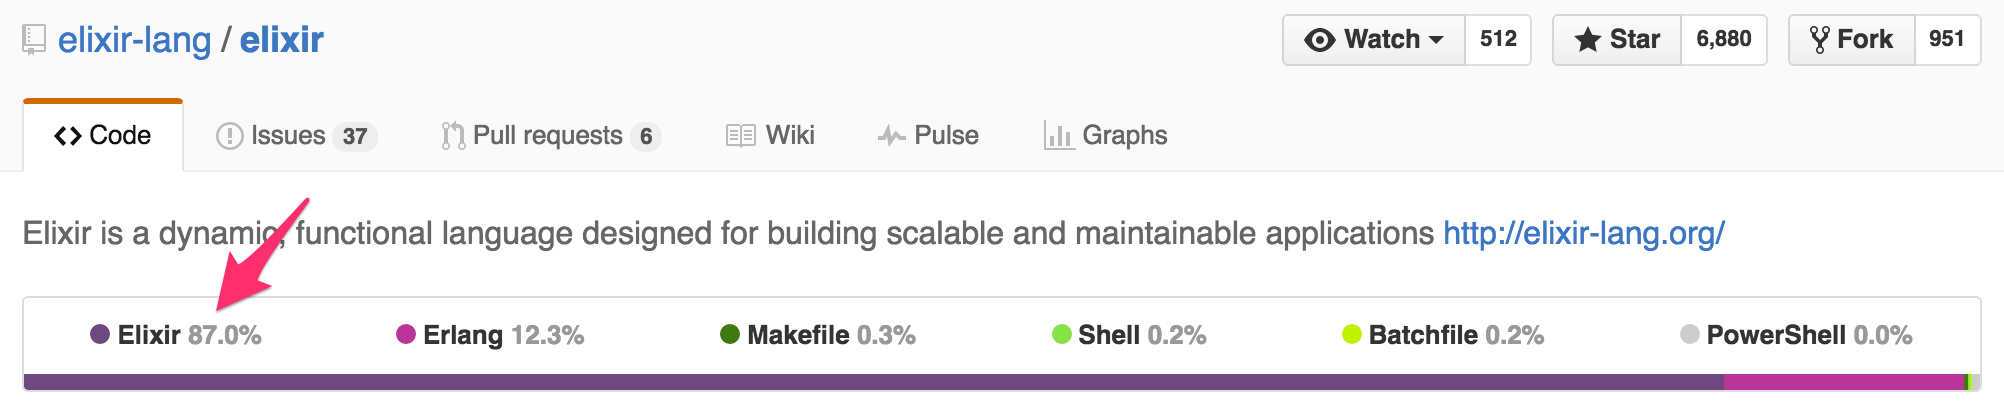 elixir-lang / elixir Watch 512 Star 6,880 Fork 951
Code Issues 37 Pull requests 6 Wiki Pulse Graphs
Elixir is a dynamic, functional language designed for building scalable and maintainable applications http://elixir-lang.org/
Elixir 87.0% Erlang 12.3% Makefile 0.3% Shell 0.2% Batchfile 0.2% PowerShell 0.0%